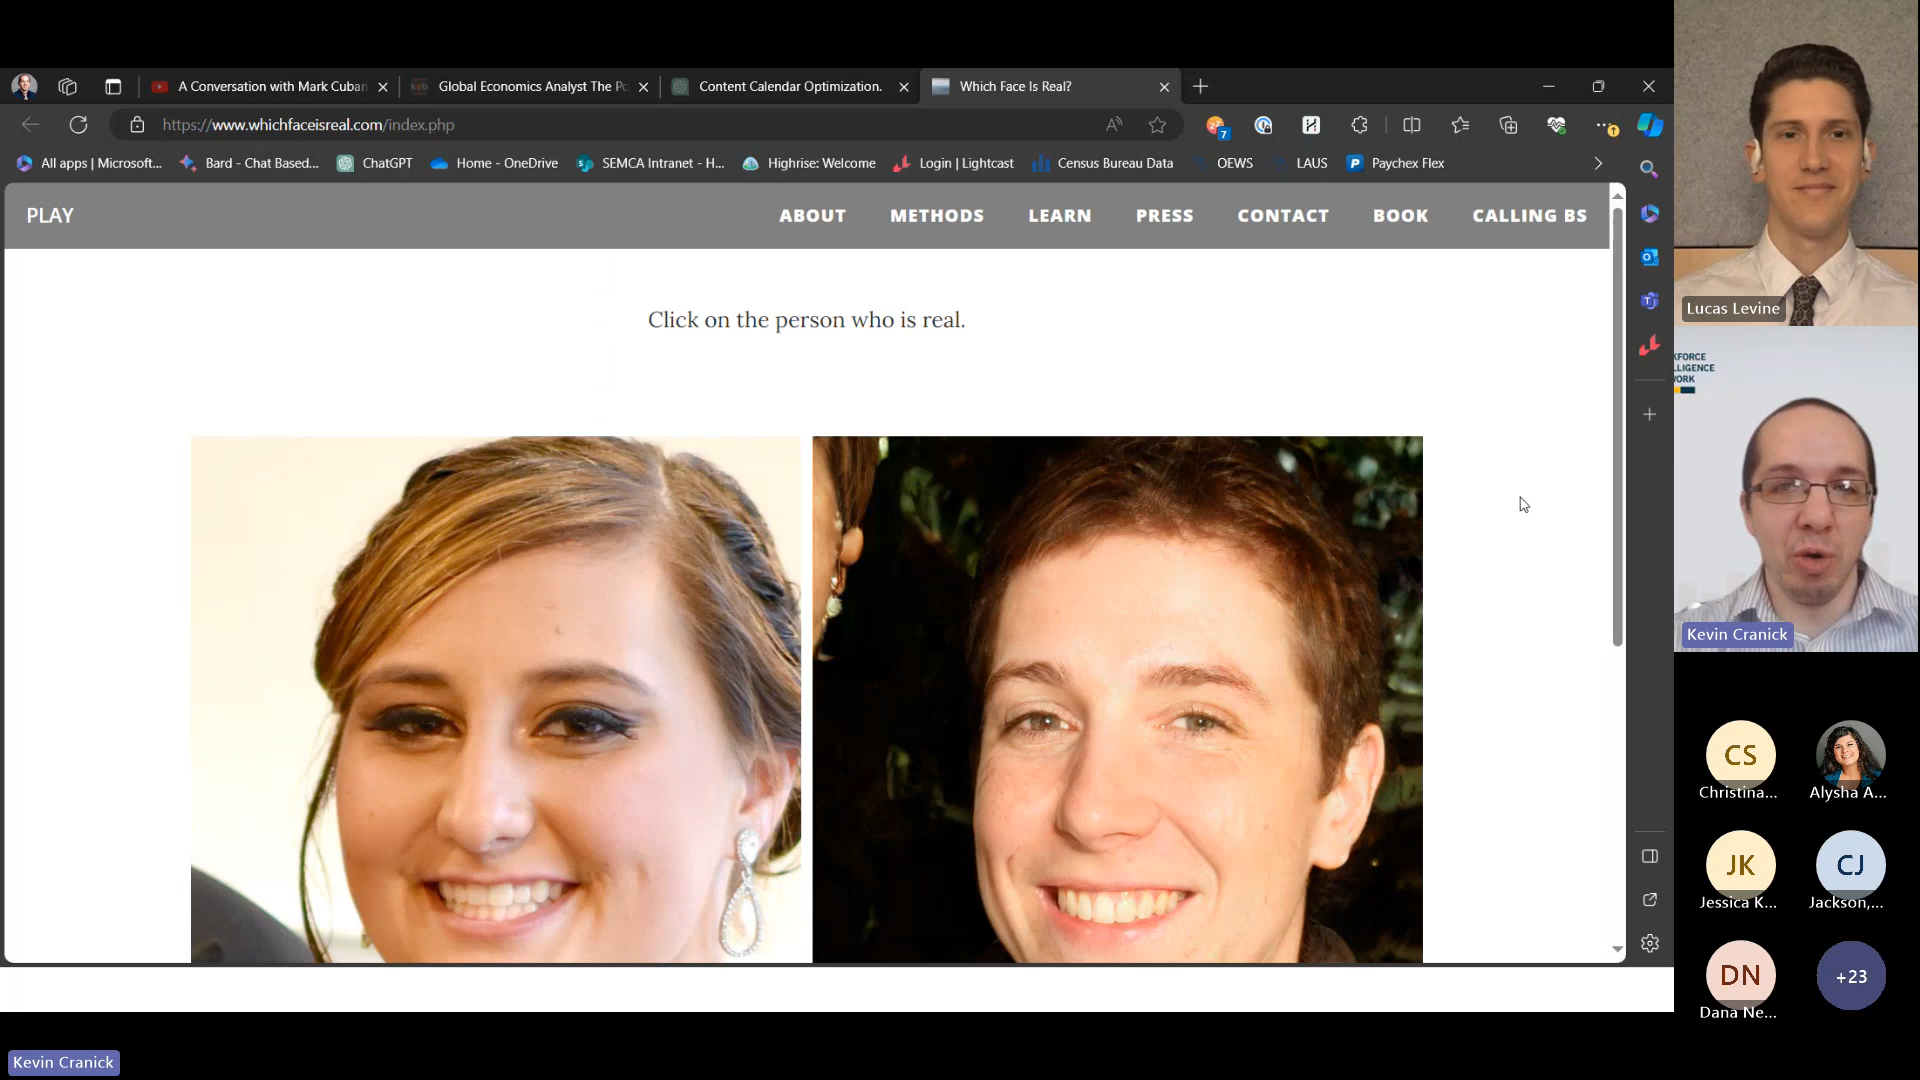 A Conversation with Mark Cuban
Global Economics Analyst The Po
Content Calendar Optimization.
Which Face Is Real?
https://www.whichfaceisreal.com/index.php
7
All apps | Microsoft...
Bard - Chat Based...
ChatGPT
Home - OneDrive
SEMCA Intranet - H...
Highrise: Welcome
Login | Lightcast
Census Bureau Data
OEWS
LAUS
Paychex Flex
PLAY
ABOUT
METHODS
LEARN
PRESS
CONTACT
BOOK
CALLING BS
Click on the person who is real.
Lucas Levine
KFORCE
LLIGENCE
WORK
Kevin Cranick
CS
Christina...
Alysha A...
JK
Jessica K...
CJ
Jackson,...
DN
Dana Ne...
+23
Kevin Cranick